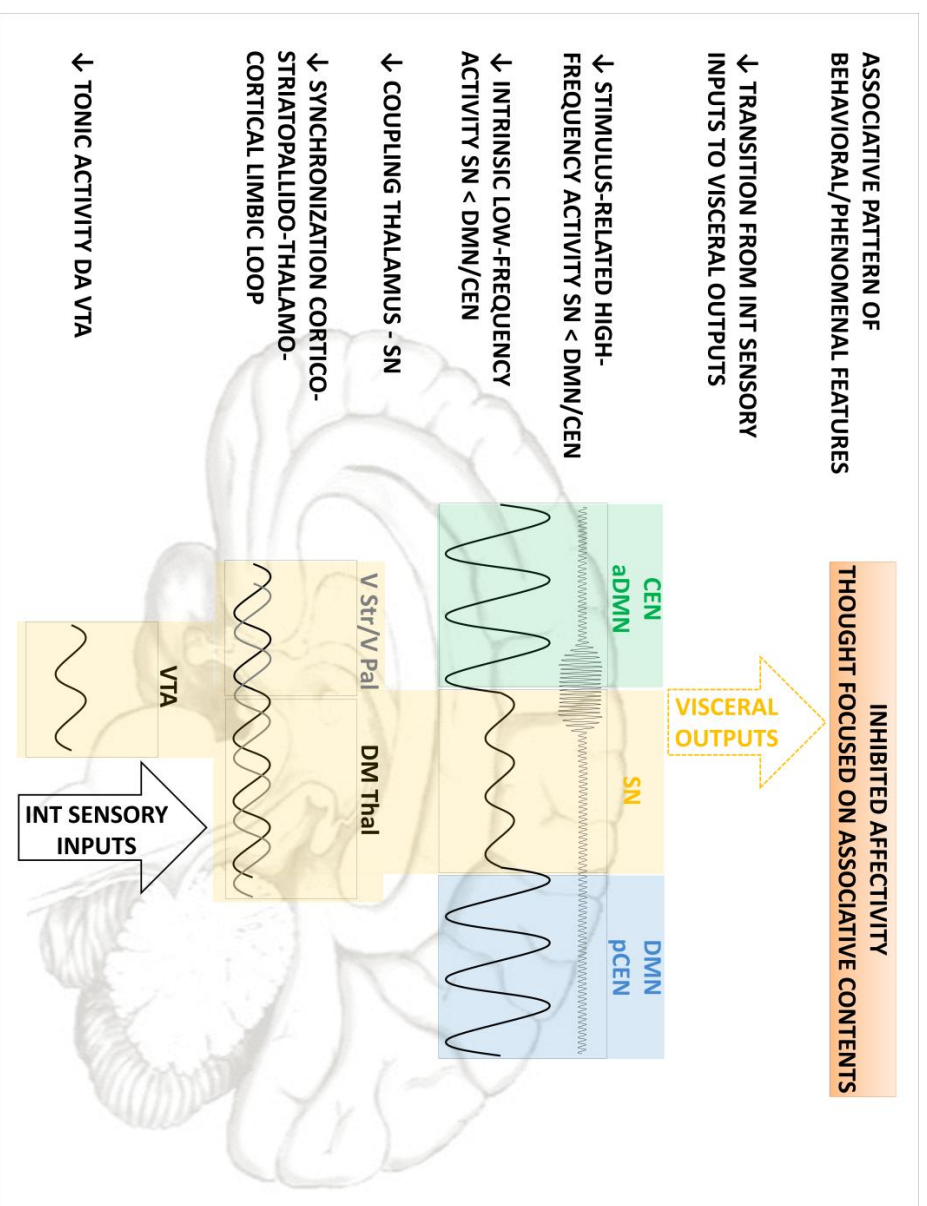 ASSOCIATIVE PATTERN OF
BEHAVIORAL/PHENOMENAL FEATURES
INHIBITED AFFECTIVITY
THOUGHT FOCUSED ON ASSOCIATIVE CONTENTS
↓ TRANSITION FROM INT SENSORY
INPUTS TO VISCERAL OUTPUTS
VISCERAL
OUTPUTS
↓ STIMULUS-RELATED HIGH-
FREQUENCY ACTIVITY SN < DMN/CEN
CEN
aDMN
SN
DMN
pCEN
↓ INTRINSIC LOW-FREQUENCY
ACTIVITY SN < DMN/CEN
↓ COUPLING THALAMUS - SN
V Str/V Pal
DM Thal
↓ SYNCHRONIZATION CORTICO-
STRIATOPALLIDO-THALAMO-
CORTICAL LIMBIC LOOP
↓ TONIC ACTIVITY DA VTA
VTA
INT SENSORY
INPUTS